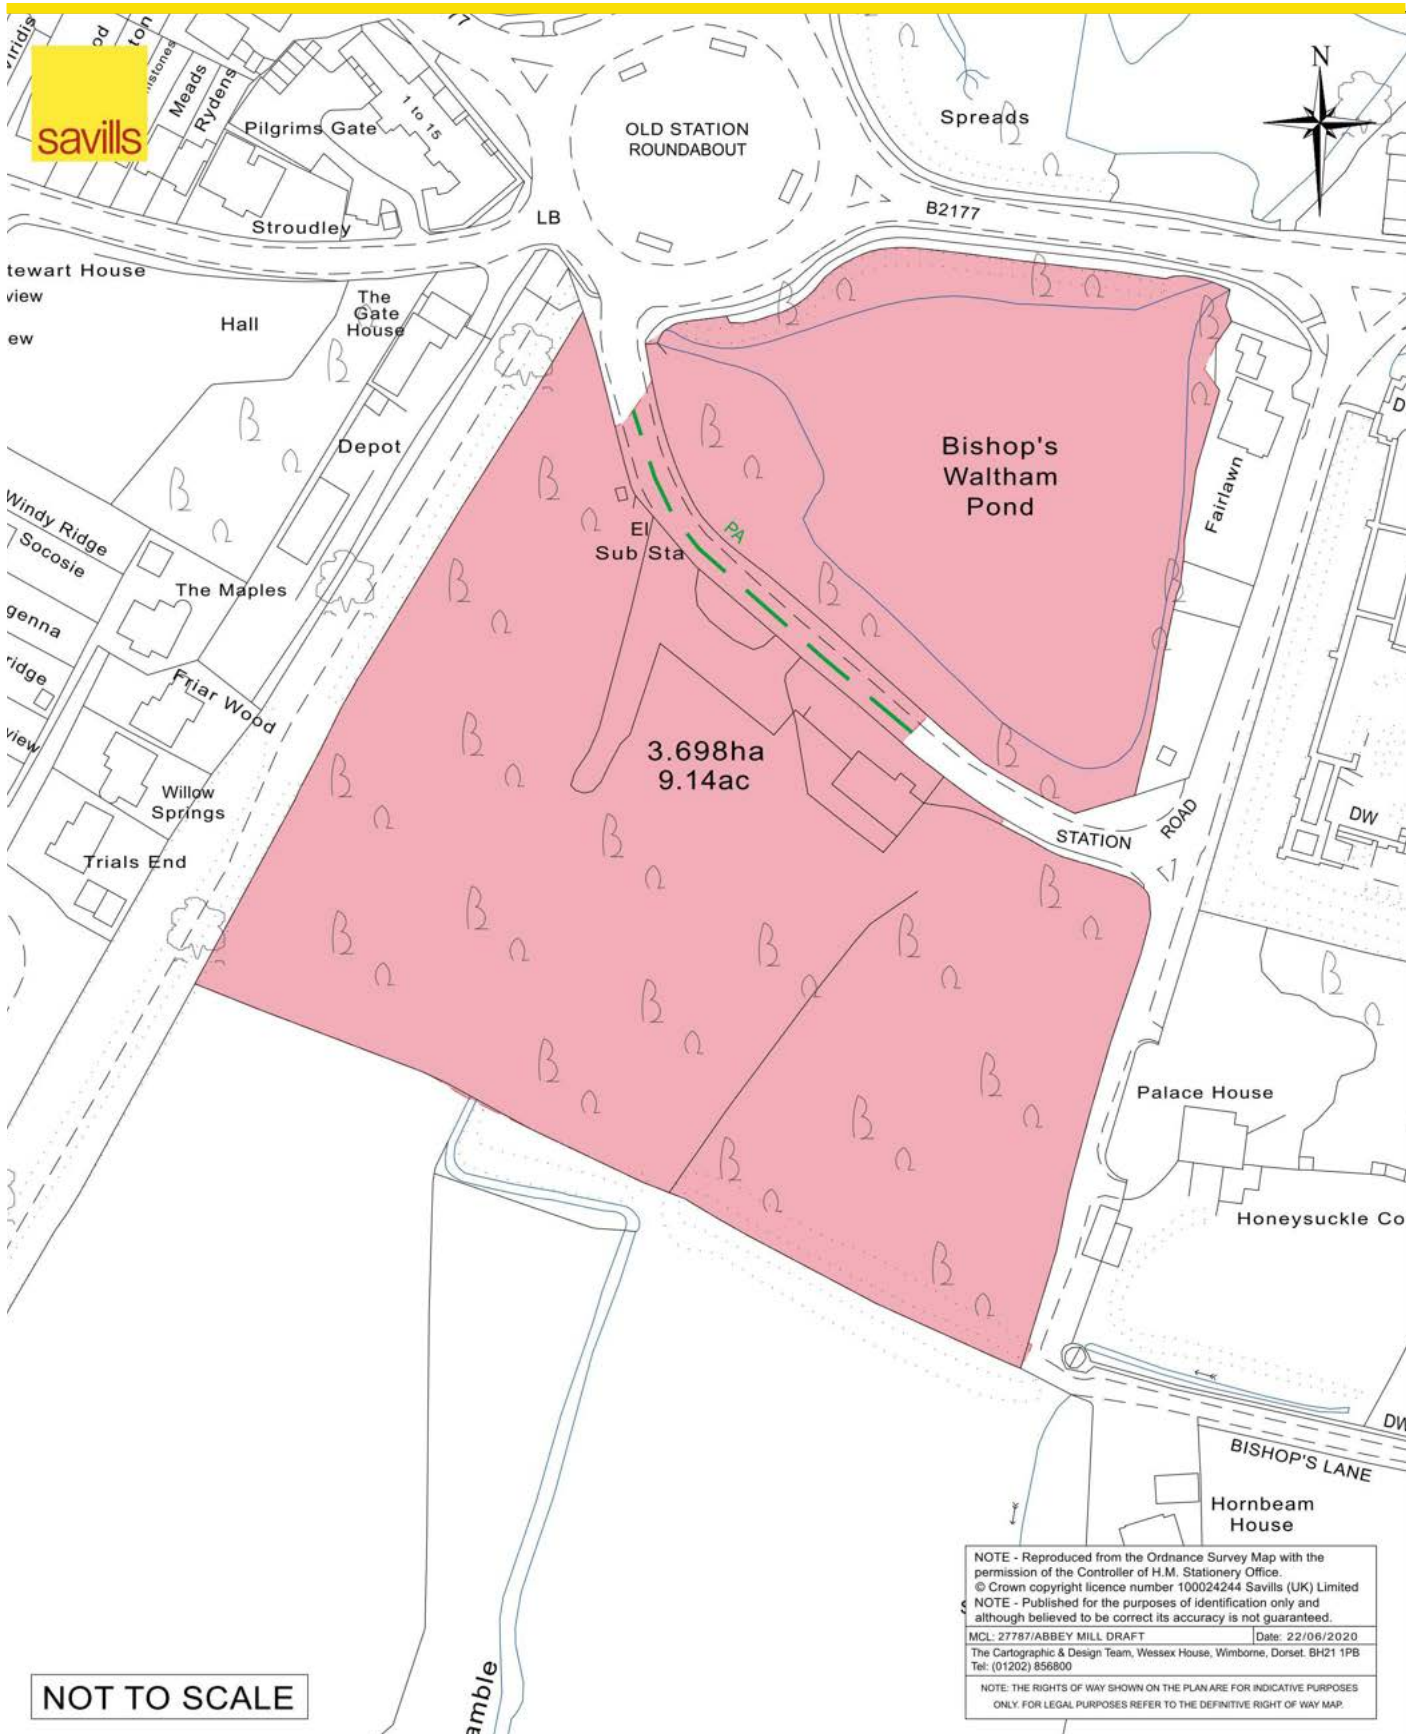 savills
Meads
Rydens
Pilgrims Gate
1 to 15
Stroudley
LB
OLD STATION
ROUNDABOUT
Spreads
N
B2177
tewart House
view
ew
Hall
The
Gate
House
Depot
Windy Ridge
Socosie
genna
ridge
view
The Maples
Friar Wood
Willow
Springs
Trials End
El
Sub Sta
PA
Bishop's
Waltham
Pond
Fairlawn
3.698ha
9.14ac
STATION
ROAD
DW
Palace House
Honeysuckle Co
DW
BISHOP'S LANE
Hornbeam
House
amble
NOT TO SCALE
NOTE - Reproduced from the Ordnance Survey Map with the
permission of the Controller of H.M. Stationery Office.
© Crown copyright licence number 100024244 Savills (UK) Limited
NOTE - Published for the purposes of identification only and
although believed to be correct its accuracy is not guaranteed.
MCL: 27787/ABBEY MILL DRAFT Date: 22/06/2020
The Cartographic & Design Team, Wessex House, Wimborne, Dorset. BH21 1PB
Tel: (01202) 856800
NOTE: THE RIGHTS OF WAY SHOWN ON THE PLAN ARE FOR INDICATIVE PURPOSES
ONLY. FOR LEGAL PURPOSES REFER TO THE DEFINITIVE RIGHT OF WAY MAP.